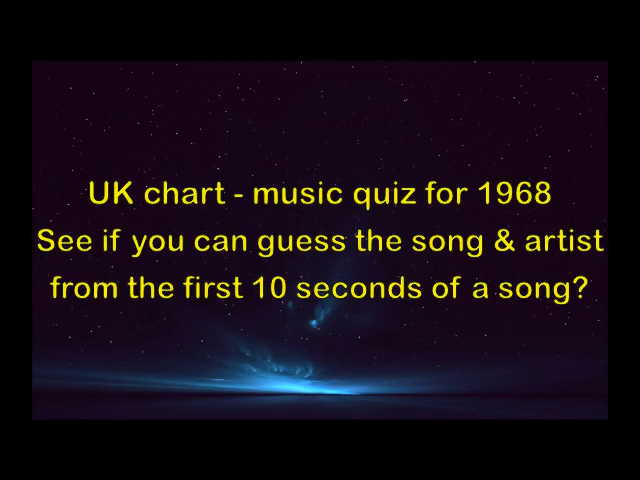 UK chart - music quiz for 1968
See if you can guess the song & artist
from the first 10 seconds of a song?